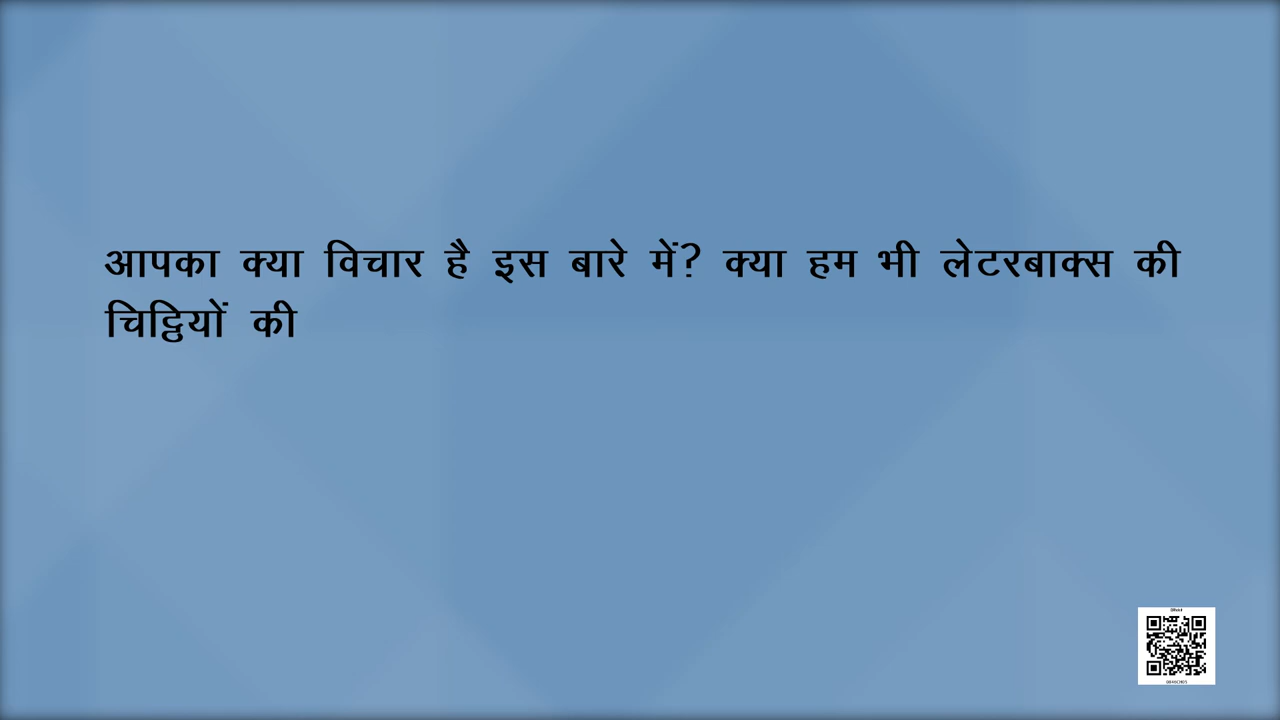 आपका क्या विचार है इस बारे में? क्या हम भी लेटरबाक्स की
चिट्ठियों की